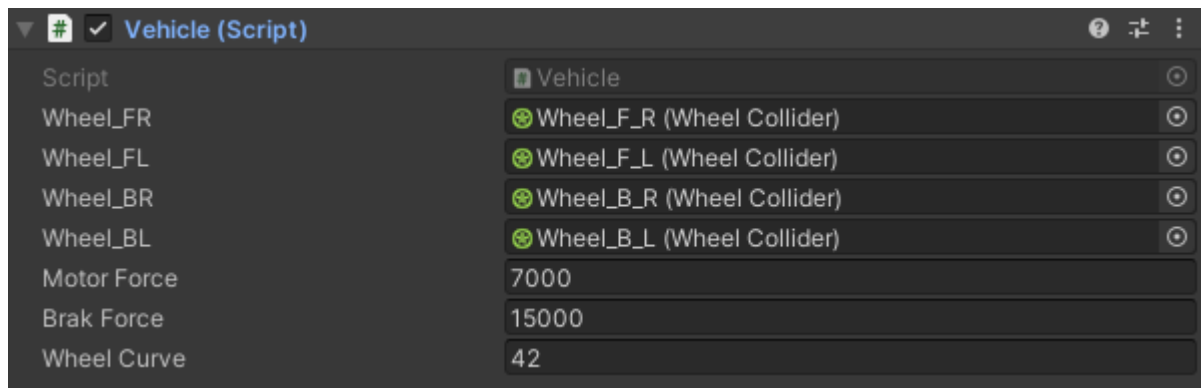 # Vehicle (Script)
Script # Vehicle
Wheel_FR Wheel_F_R (Wheel Collider)
Wheel_FL Wheel_F_L (Wheel Collider)
Wheel_BR Wheel_B_R (Wheel Collider)
Wheel_BL Wheel_B_L (Wheel Collider)
Motor Force 7000
Brak Force 15000
Wheel Curve 42